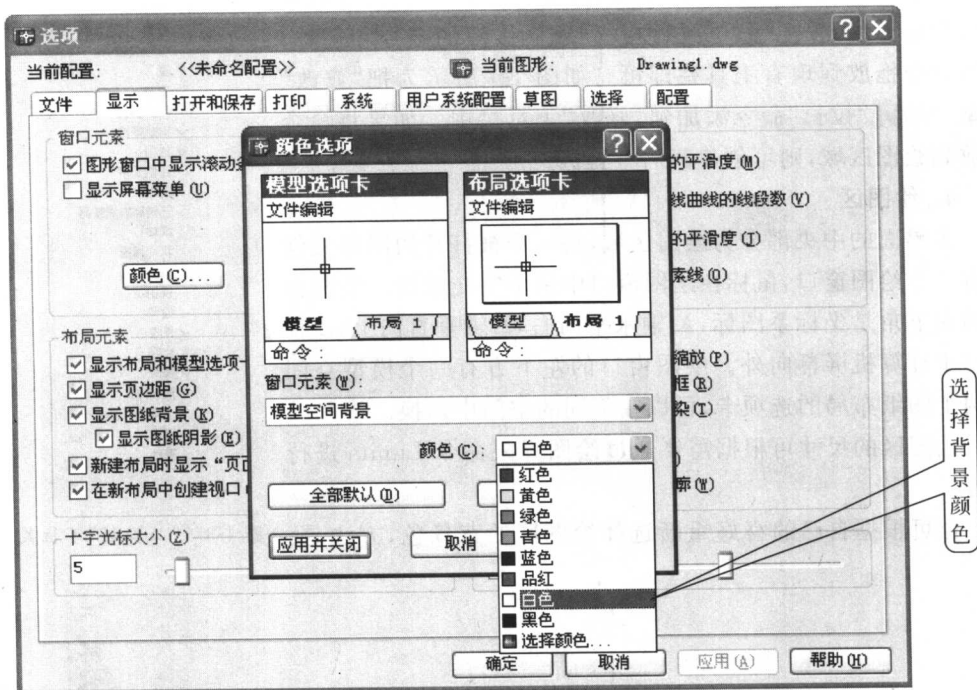 选项
当前配置: <<未命名配置>> 当前图形: Drawing1.dwg
文件 显示 打开和保存 打印 系统 用户系统配置 草图 选择 配置
窗口元素
图形窗口中显示滚动条
显示屏幕菜单(U)
颜色(C)...
布局元素
显示布局和模型选项卡
显示页边距(G)
显示图纸背景(K)
显示图纸阴影(E)
新建布局时显示“页面
在新布局中创建视口
十字光标大小(Z)
5
颜色选项
模型选项卡 布局选项卡
文件编辑 文件编辑
模型 布局 1 模型 布局 1
命令: 命令:
窗口元素(W):
模型空间背景
颜色(C): 白色
红色
黄色
绿色
青色
蓝色
品红
白色
黑色
选择颜色...
全部默认(D)
应用并关闭 取消
的平滑度(M)
线曲线的线段数(V)
的平滑度(J)
索线(O)
缩放(P)
框(R)
染(T)
廓(W)
确定 取消 应用(A) 帮助(H)
选择背景颜色